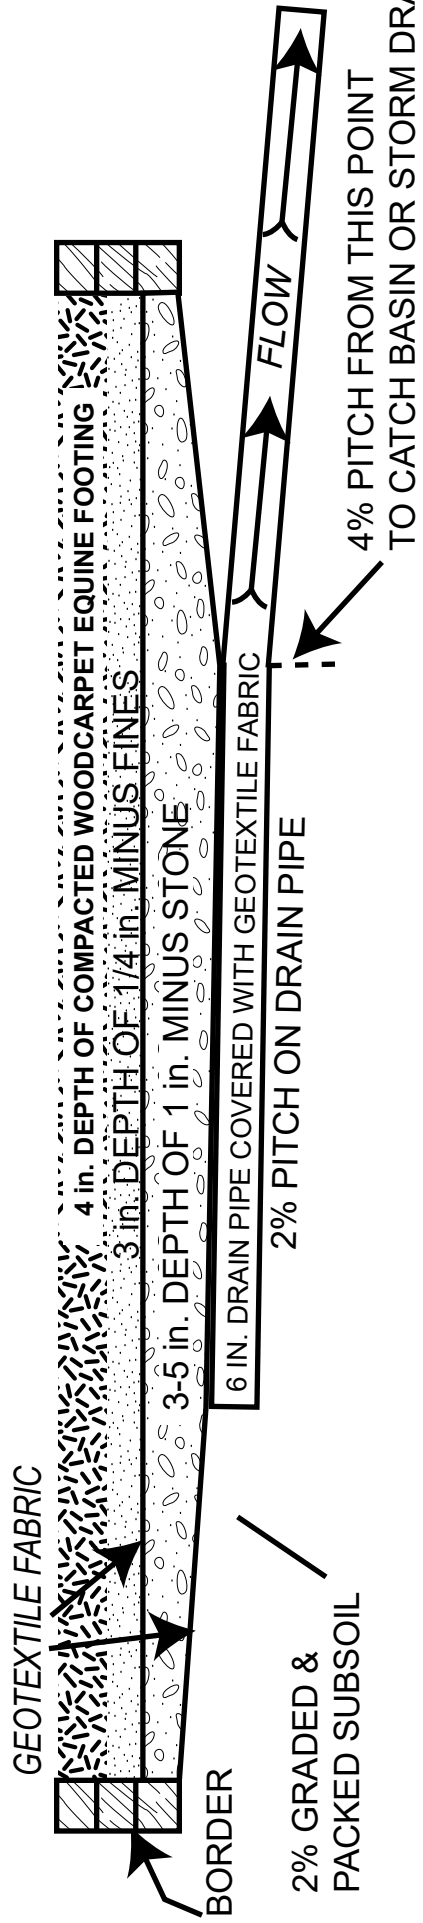 GEOTEXTILE FABRIC
4 in. DEPTH OF COMPACTED WOODCARPET EQUINE FOOTING
3 in. DEPTH OF 1/4 in. MINUS FINES
3-5 in. DEPTH OF 1 in. MINUS STONE
BORDER
6 IN. DRAIN PIPE COVERED WITH GEOTEXTILE FABRIC
FLOW
2% PITCH ON DRAIN PIPE
2% GRADED &
PACKED SUBSOIL
4% PITCH FROM THIS POINT
TO CATCH BASIN OR STORM